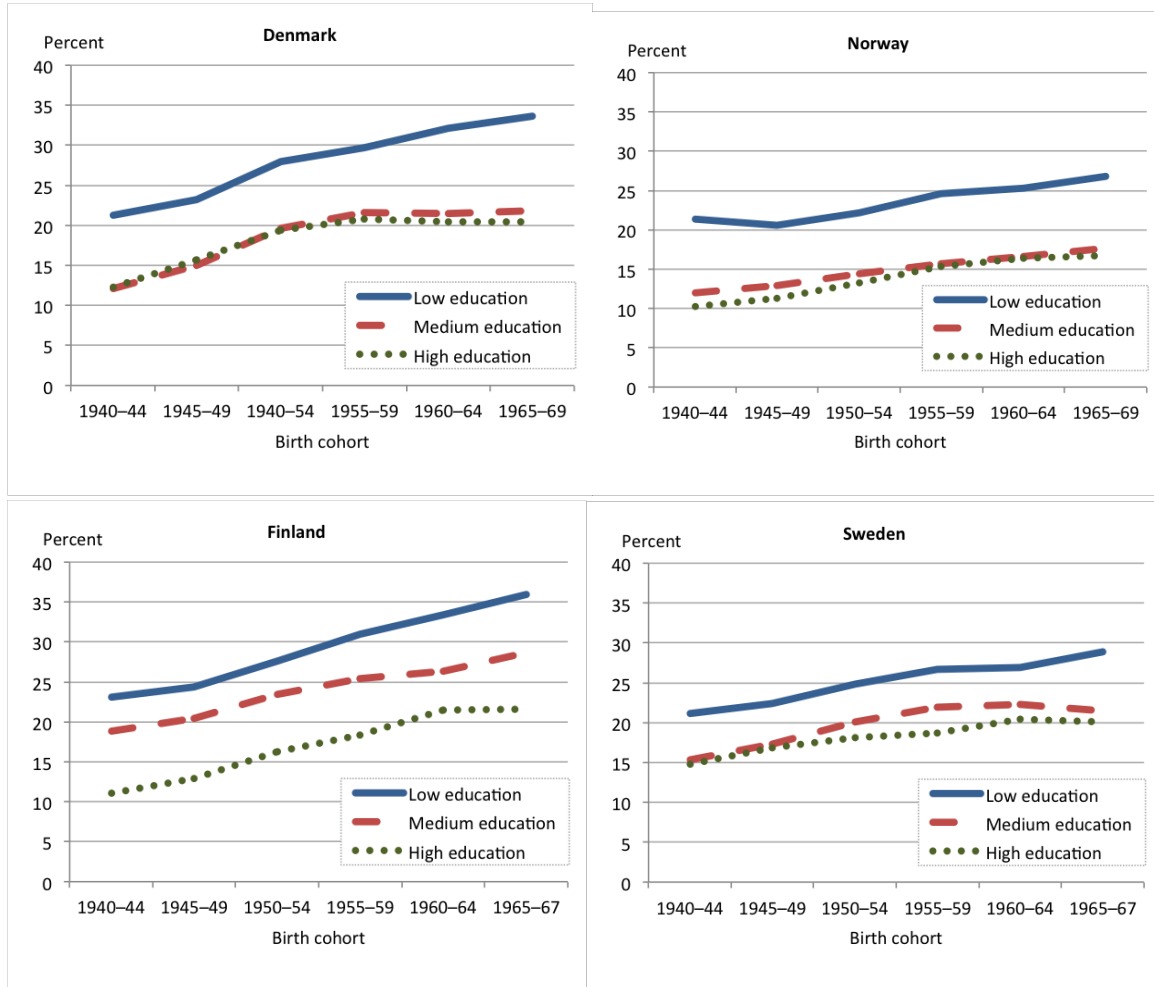 Denmark
Percent
40
35
30
25
20
15
10
5
0
Low education
Medium education
High education
1940–44 1945–49 1940–54 1955–59 1960–64 1965–69
Birth cohort
Norway
Percent
40
35
30
25
20
15
10
5
0
Low education
Medium education
High education
1940–44 1945–49 1950–54 1955–59 1960–64 1965–69
Birth cohort
Finland
Percent
40
35
30
25
20
15
10
5
0
Low education
Medium education
High education
1940–44 1945–49 1950–54 1955–59 1960–64 1965–67
Birth cohort
Sweden
Percent
40
35
30
25
20
15
10
5
0
Low education
Medium education
High education
1940–44 1945–49 1950–54 1955–59 1960–64 1965–67
Birth cohort